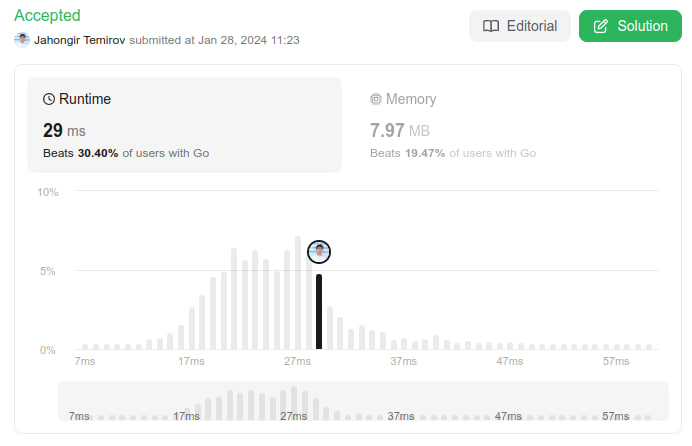 Accepted
Jahongir Temirov submitted at Jan 28, 2024 11:23
Editorial
Solution
Runtime
29 ms
Beats 30.40% of users with Go
Memory
7.97 MB
Beats 19.47% of users with Go
10%
5%
0%
7ms 17ms 27ms 37ms 47ms 57ms
7ms 17ms 27ms 37ms 47ms 57ms